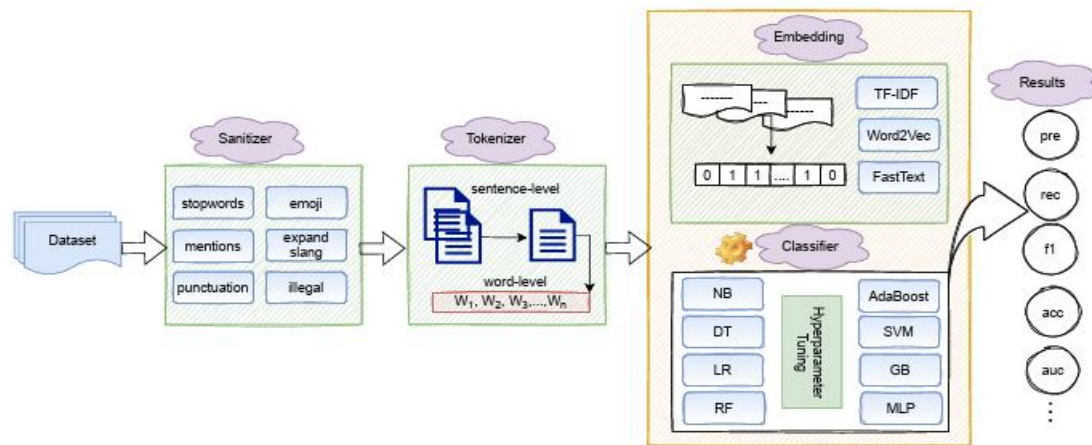 Dataset
Sanitizer
stopwords
emoji
mentions
expand
slang
punctuation
illegal
Tokenizer
sentence-level
word-level
W1, W2, W3,...,Wn
Embedding
TF-IDF
Word2Vec
FastText
0 1 1 .... 1 0
Classifier
NB
DT
LR
RF
Hyperparameter
Tuning
AdaBoost
SVM
GB
MLP
Results
pre
rec
f1
acc
auc